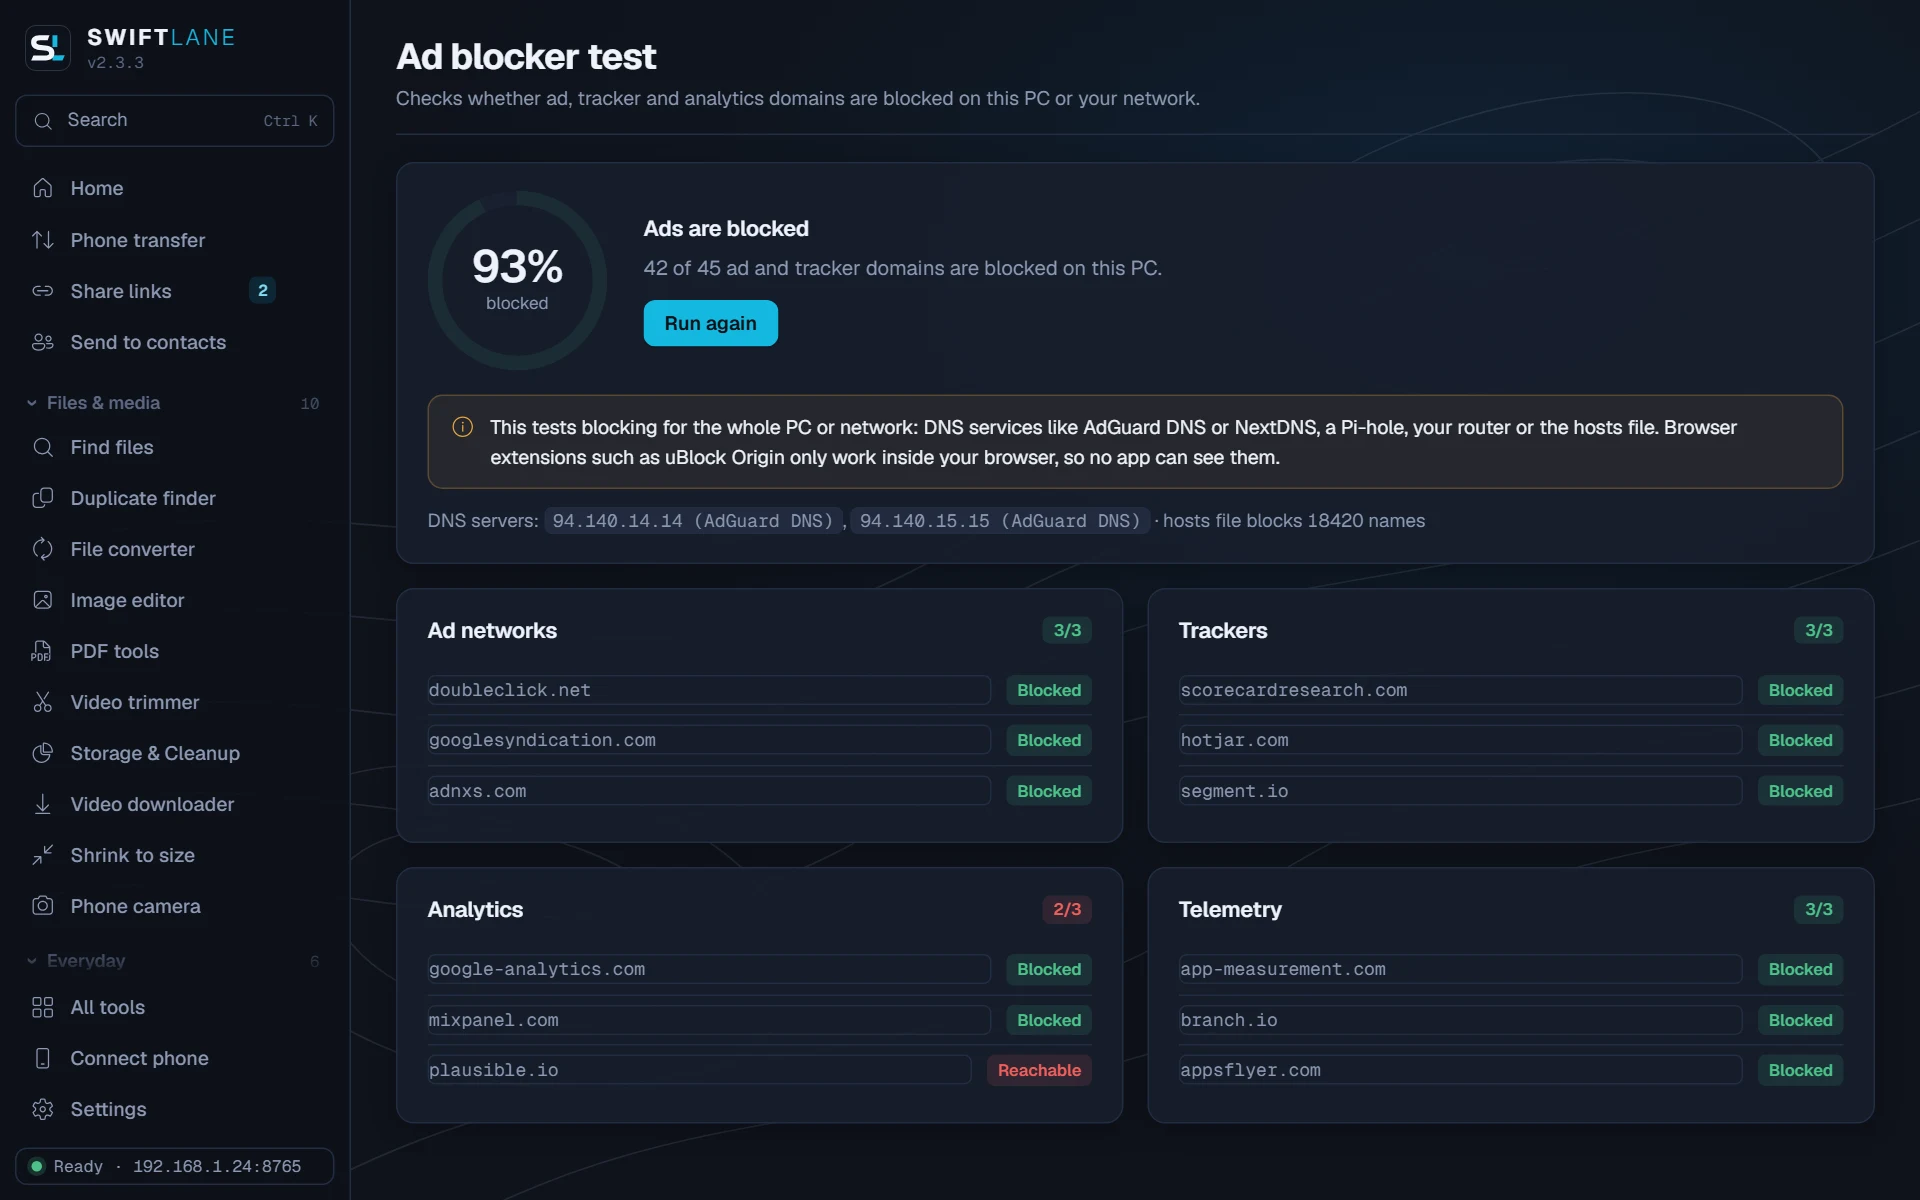 SWIFTLANE
v2.3.3
Search
Ctrl K
Home
Phone transfer
Share links
2
Send to contacts
Files & media
10
Find files
Duplicate finder
File converter
Image editor
PDF tools
Video trimmer
Storage & Cleanup
Video downloader
Shrink to size
Phone camera
Everyday
6
All tools
Connect phone
Settings
Ready · 192.168.1.24:8765
Ad blocker test
Checks whether ad, tracker and analytics domains are blocked on this PC or your network.
93%
blocked
Ads are blocked
42 of 45 ad and tracker domains are blocked on this PC.
Run again
This tests blocking for the whole PC or network: DNS services like AdGuard DNS or NextDNS, a Pi-hole, your router or the hosts file. Browser
extensions such as uBlock Origin only work inside your browser, so no app can see them.
DNS servers: 94.140.14.14 (AdGuard DNS), 94.140.15.15 (AdGuard DNS) · hosts file blocks 18420 names
Ad networks
3/3
doubleclick.net
Blocked
googlesyndication.com
Blocked
adnxs.com
Blocked
Trackers
3/3
scorecardresearch.com
Blocked
hotjar.com
Blocked
segment.io
Blocked
Analytics
2/3
google-analytics.com
Blocked
mixpanel.com
Blocked
plausible.io
Reachable
Telemetry
3/3
app-measurement.com
Blocked
branch.io
Blocked
appsflyer.com
Blocked